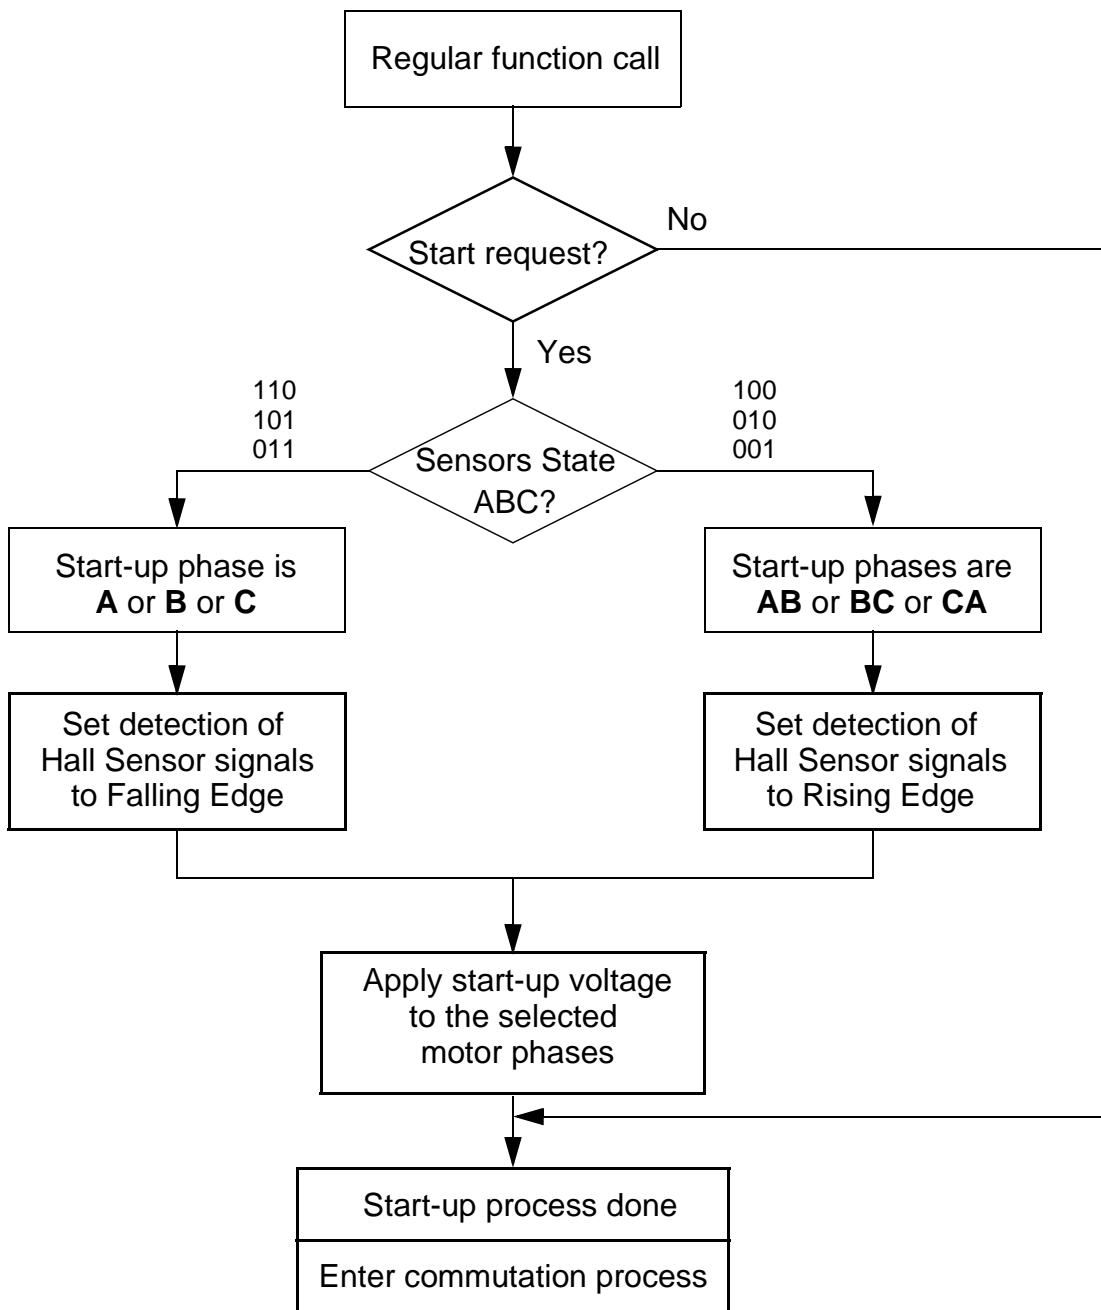 Regular function call
Start request?
No
Yes
110
101
011
100
010
001
Sensors State
ABC?
Start-up phase is
A or B or C
Start-up phases are
AB or BC or CA
Set detection of
Hall Sensor signals
to Falling Edge
Set detection of
Hall Sensor signals
to Rising Edge
Apply start-up voltage
to the selected
motor phases
Start-up process done
Enter commutation process